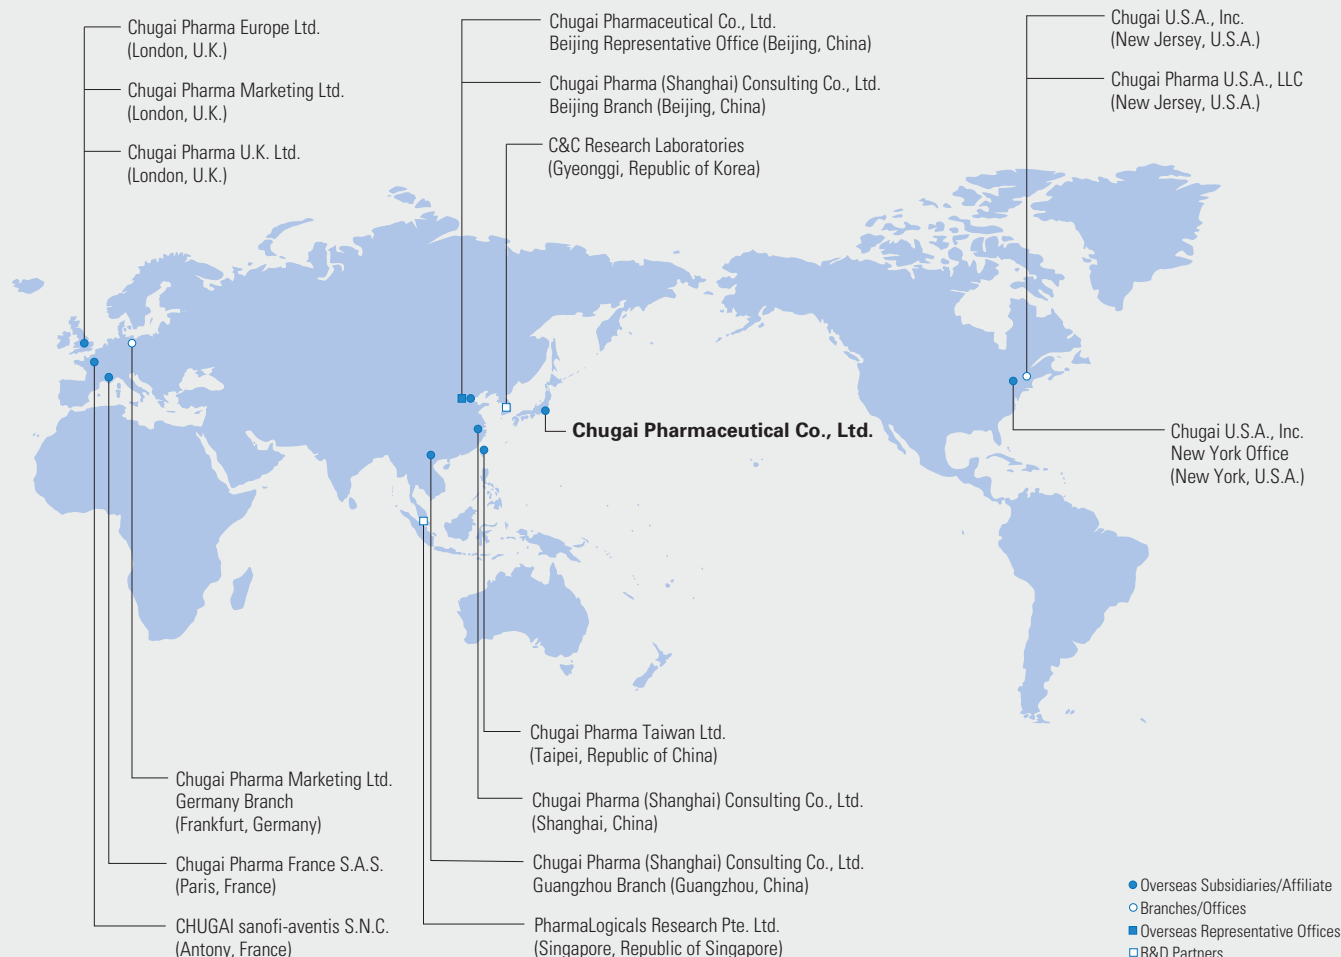 Chugai Pharma Europe Ltd.
(London, U.K.)
Chugai Pharma Marketing Ltd.
(London, U.K.)
Chugai Pharma U.K. Ltd.
(London, U.K.)
Chugai Pharmaceutical Co., Ltd.
Beijing Representative Office (Beijing, China)
Chugai Pharma (Shanghai) Consulting Co., Ltd.
Beijing Branch (Beijing, China)
C&C Research Laboratories
(Gyeonggi, Republic of Korea)
Chugai U.S.A., Inc.
(New Jersey, U.S.A.)
Chugai Pharma U.S.A., LLC
(New Jersey, U.S.A.)
Chugai Pharmaceutical Co., Ltd.
Chugai U.S.A., Inc.
New York Office
(New York, U.S.A.)
Chugai Pharma Marketing Ltd.
Germany Branch
(Frankfurt, Germany)
Chugai Pharma France S.A.S.
(Paris, France)
CHUGAI sanofi-aventis S.N.C.
(Antony, France)
Chugai Pharma Taiwan Ltd.
(Taipei, Republic of China)
Chugai Pharma (Shanghai) Consulting Co., Ltd.
(Shanghai, China)
Chugai Pharma (Shanghai) Consulting Co., Ltd.
Guangzhou Branch (Guangzhou, China)
PharmaLogicals Research Pte. Ltd.
(Singapore, Republic of Singapore)
Overseas Subsidiaries/Affiliate
Branches/Offices
Overseas Representative Offices
R&D Partners